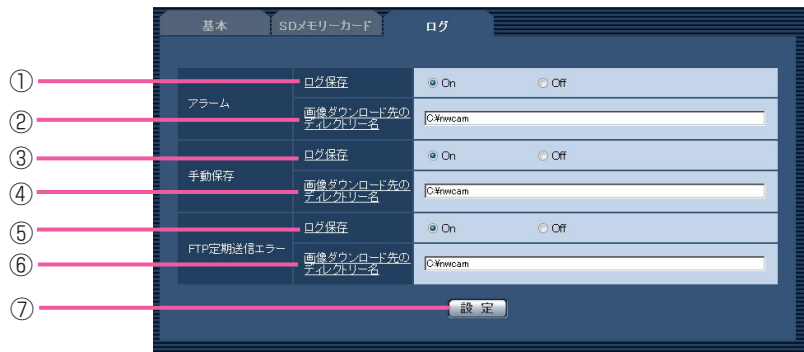 基本 SDメモリーカード ログ
① ログ保存 On Off
アラーム
② 画像ダウンロード先の
ディレクトリー名 C:¥nwcam
③ ログ保存 On Off
手動保存
④ 画像ダウンロード先の
ディレクトリー名 C:¥nwcam
⑤ ログ保存 On Off
FTP定期送信エラー
⑥ 画像ダウンロード先の
ディレクトリー名 C:¥nwcam
⑦ 設定